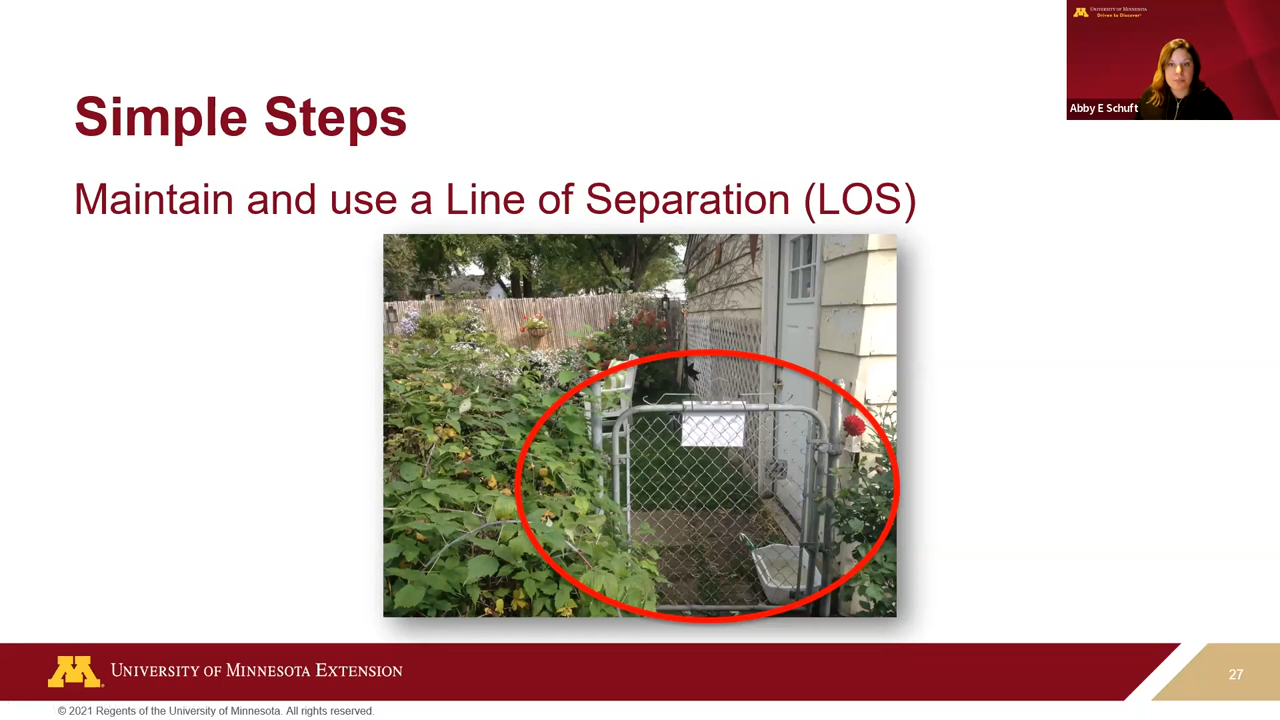 UNIVERSITY OF MINNESOTA
Driven to Discover®
Abby E Schuft
Simple Steps
Maintain and use a Line of Separation (LOS)
UNIVERSITY OF MINNESOTA EXTENSION
27
© 2021 Regents of the University of Minnesota. All rights reserved.